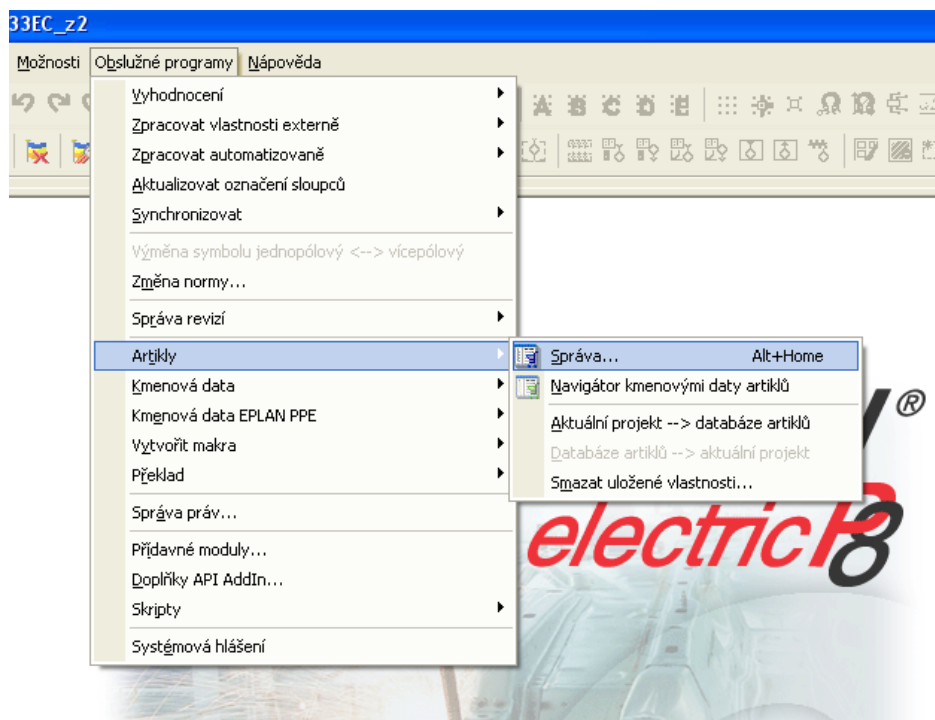 33EC_z2
Možnosti Obslužné programy Nápověda
Vyhodnocení
Zpracovat vlastnosti externě
Zpracovat automatizovaně
Aktualizovat označení sloupců
Synchronizovat
Výměna symbolu jednopólový <--> vícepólový
Změna normy...
Správa revizí
Artikly
Kmenová data
Kmenová data EPLAN PPE
Vytvořit makra
Překlad
Správa práv...
Přídavné moduly...
Doplňky API AddIn...
Skripty
Systémová hlášení
Správa... Alt+Home
Navigátor kmenovými daty artiklů
Aktuální projekt --> databáze artiklů
Databáze artiklů --> aktuální projekt
Smazat uložené vlastnosti...
®
electric P8